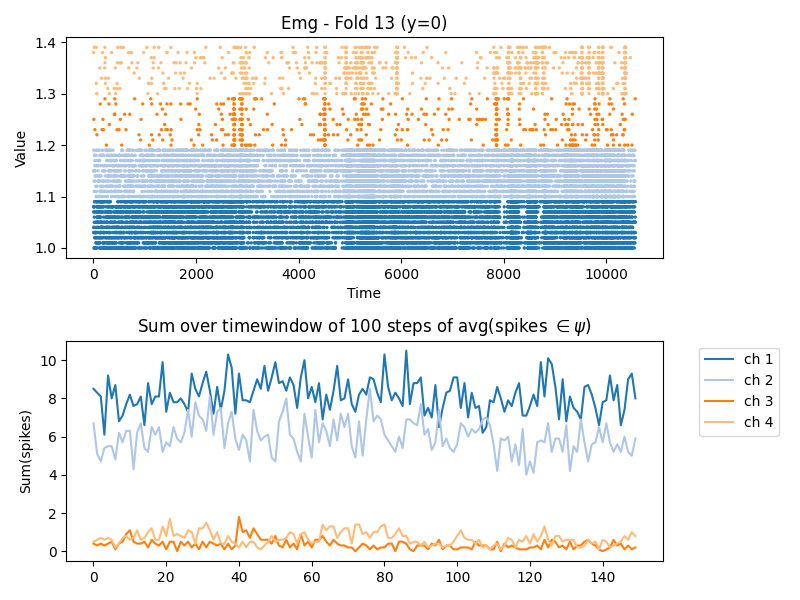 Emg - Fold 13 (y=0)
1.4
1.3
1.2
1.1
1.0
Value
0 2000 4000 6000 8000 10000
Time
Sum over timewindow of 100 steps of avg(spikes ∈ ψ)
10
8
6
4
2
0
Sum(spikes)
0 20 40 60 80 100 120 140
ch 1
ch 2
ch 3
ch 4